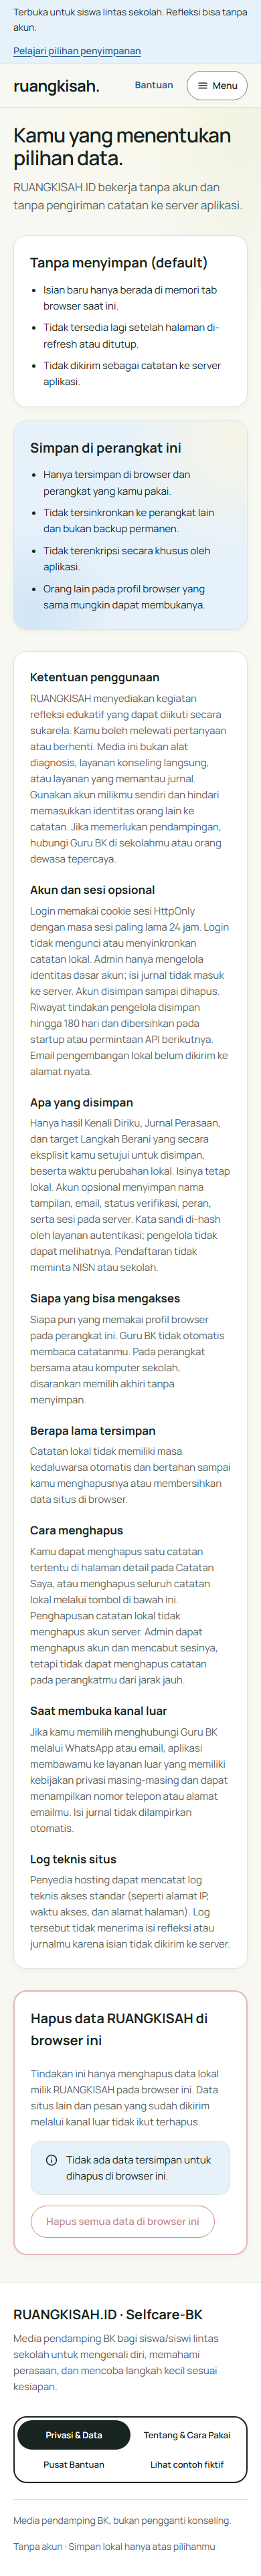 Terbuka untuk siswa lintas sekolah. Refleksi bisa tanpa
akun.
Pelajari pilihan penyimpanan
ruangkisah.
Bantuan
Menu
Kamu yang menentukan
pilihan data.
RUANGKISAH.ID bekerja tanpa akun dan
tanpa pengiriman catatan ke server aplikasi.
Tanpa menyimpan (default)
• Isian baru hanya berada di memori tab
browser saat ini.
• Tidak tersedia lagi setelah halaman di-
refresh atau ditutup.
• Tidak dikirim sebagai catatan ke server
aplikasi.
Simpan di perangkat ini
• Hanya tersimpan di browser dan
perangkat yang kamu pakai.
• Tidak tersinkronkan ke perangkat lain
dan bukan backup permanen.
• Tidak terenkripsi secara khusus oleh
aplikasi.
• Orang lain pada profil browser yang
sama mungkin dapat membukanya.
Ketentuan penggunaan
RUANGKISAH menyediakan kegiatan
refleksi edukatif yang dapat diikuti secara
sukarela. Kamu boleh melewati pertanyaan
atau berhenti. Media ini bukan alat
diagnosis, layanan konseling langsung,
atau layanan yang memantau jurnal.
Gunakan akun milikmu sendiri dan hindari
memasukkan identitas orang lain ke
catatan. Jika memerlukan pendampingan,
hubungi Guru BK di sekolahmu atau orang
dewasa tepercaya.
Akun dan sesi opsional
Login memakai cookie sesi HttpOnly
dengan masa sesi paling lama 24 jam. Login
tidak mengunci atau menyinkronkan
catatan lokal. Admin hanya mengelola
identitas dasar akun; isi jurnal tidak masuk
ke server. Akun disimpan sampai dihapus.
Riwayat tindakan pengelola disimpan
hingga 180 hari dan dibersihkan pada
startup atau permintaan API berikutnya.
Email pengembangan lokal belum dikirim ke
alamat nyata.
Apa yang disimpan
Hanya hasil Kenali Diriku, Jurnal Perasaan,
dan target Langkah Berani yang secara
eksplisit kamu setujui untuk disimpan,
beserta waktu perubahan lokal. Isinya tetap
lokal. Akun opsional menyimpan nama
tampilan, email, status verifikasi, peran,
serta sesi pada server. Kata sandi di-hash
oleh layanan autentikasi; pengelola tidak
dapat melihatnya. Pendaftaran tidak
meminta NISN atau sekolah.
Siapa yang bisa mengakses
Siapa pun yang memakai profil browser
pada perangkat ini. Guru BK tidak otomatis
membaca catatanmu. Pada perangkat
bersama atau komputer sekolah,
disarankan memilih akhiri tanpa
menyimpan.
Berapa lama tersimpan
Catatan lokal tidak memiliki masa
kedaluwarsa otomatis dan bertahan sampai
kamu menghapusnya atau membersihkan
data situs di browser.
Cara menghapus
Kamu dapat menghapus satu catatan
tertentu di halaman detail pada Catatan
Saya, atau menghapus seluruh catatan
lokal melalui tombol di bawah ini.
Penghapusan catatan lokal tidak
menghapus akun server. Admin dapat
menghapus akun dan mencabut sesinya,
tetapi tidak dapat menghapus catatan
pada perangkatmu dari jarak jauh.
Saat membuka kanal luar
Jika kamu memilih menghubungi Guru BK
melalui WhatsApp atau email, aplikasi
membawamu ke layanan luar yang memiliki
kebijakan privasi masing-masing dan dapat
menampilkan nomor telepon atau alamat
emailmu. Isi jurnal tidak dilampirkan
otomatis.
Log teknis situs
Penyedia hosting dapat mencatat log
teknis akses standar (seperti alamat IP,
waktu akses, dan alamat halaman). Log
tersebut tidak menerima isi refleksi atau
jurnalmu karena isian tidak dikirim ke server.
Hapus data RUANGKISAH di
browser ini
Tindakan ini hanya menghapus data lokal
milik RUANGKISAH pada browser ini. Data
situs lain dan pesan yang sudah dikirim
melalui kanal luar tidak ikut terhapus.
Tidak ada data tersimpan untuk
dihapus di browser ini.
Hapus semua data di browser ini
RUANGKISAH.ID · Selfcare-BK
Media pendamping BK bagi siswa/siswi lintas
sekolah untuk mengenali diri, memahami
perasaan, dan mencoba langkah kecil sesuai
kesiapan.
Privasi & Data
Tentang & Cara Pakai
Pusat Bantuan
Lihat contoh fiktif
Media pendamping BK, bukan pengganti konseling.
Tanpa akun · Simpan lokal hanya atas pilihanmu